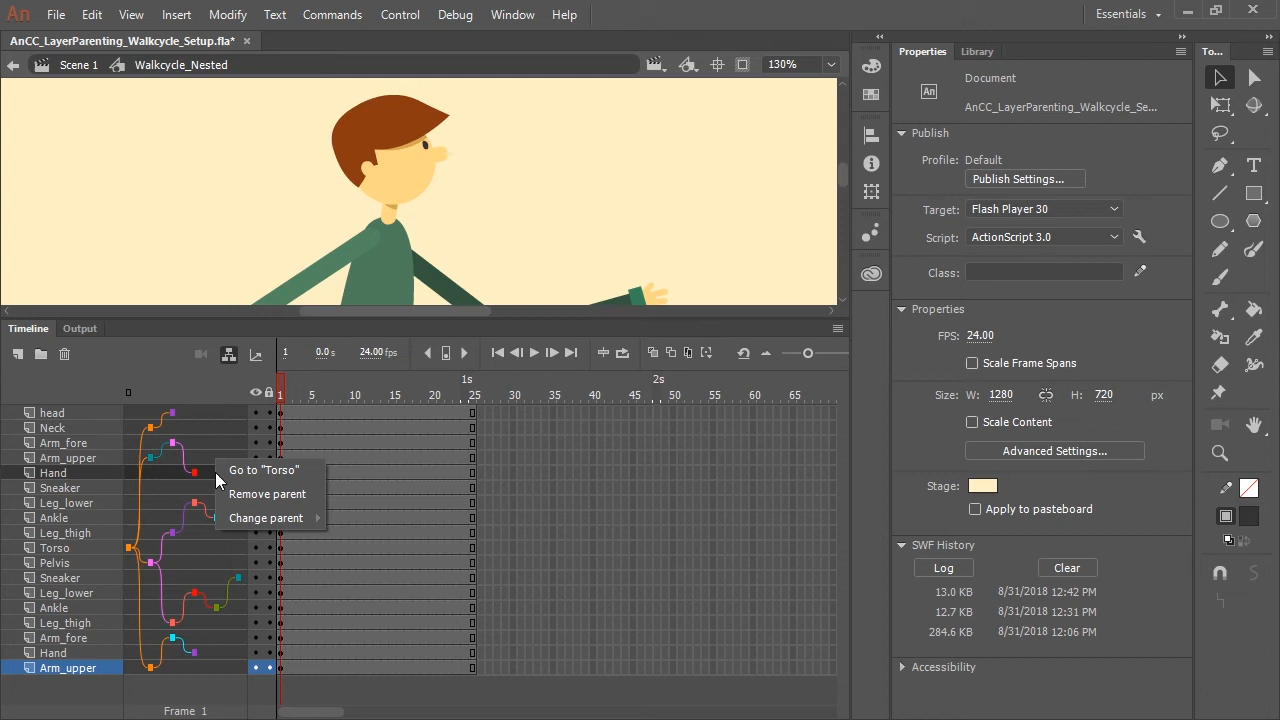 An File Edit View Insert Modify Text Commands Control Debug Window Help Essentials
AnCC_LayerParenting_Walkcycle_Setup.fla*
Scene 1 Walkcycle_Nested 130%
Timeline Output
1 0.0 s 24.00 fps
1s 2s
1 5 10 15 20 25 30 35 40 45 50 55 60 65
head
Neck
Arm_fore
Arm_upper
Hand
Sneaker
Leg_lower
Ankle
Leg_thigh
Torso
Pelvis
Sneaker
Leg_lower
Ankle
Leg_thigh
Arm_fore
Hand
Arm_upper
Frame 1
Go to "Torso"
Remove parent
Change parent
Properties Library
Document
An AnCC_LayerParenting_Walkcycle_Se...
Publish
Profile: Default
Publish Settings...
Target: Flash Player 30
Script: ActionScript 3.0
Class:
Properties
FPS: 24.00
Scale Frame Spans
Size: W: 1280 H: 720 px
Scale Content
Advanced Settings...
Stage:
Apply to pasteboard
SWF History
Log Clear
13.0 KB 8/31/2018 12:42 PM
12.7 KB 8/31/2018 12:31 PM
284.6 KB 8/31/2018 12:06 PM
Accessibility
To...